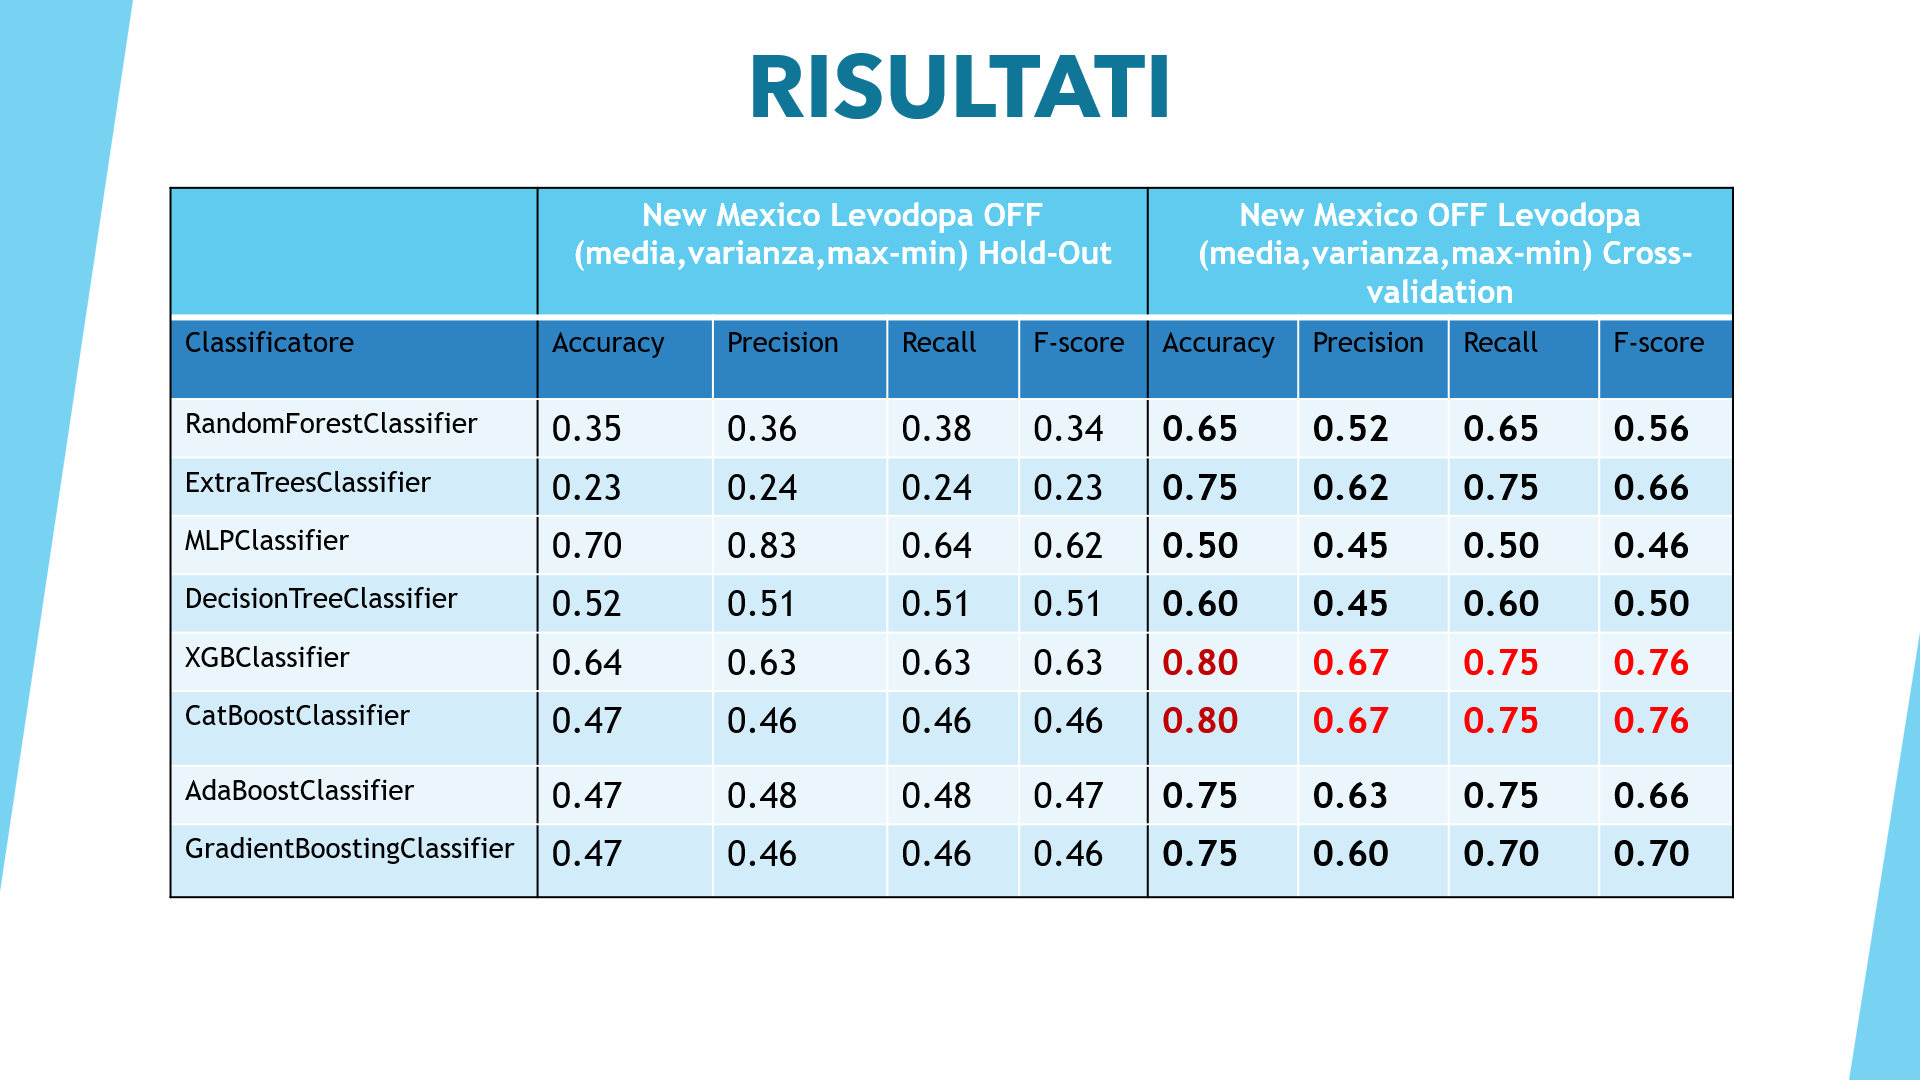 RISULTATI
New Mexico Levodopa OFF
(media,varianza,max-min) Hold-Out
New Mexico OFF Levodopa
(media,varianza,max-min) Cross-
validation
Classificatore Accuracy Precision Recall F-score Accuracy Precision Recall F-score
RandomForestClassifier 0.35 0.36 0.38 0.34 0.65 0.52 0.65 0.56
ExtraTreesClassifier 0.23 0.24 0.24 0.23 0.75 0.62 0.75 0.66
MLPClassifier 0.70 0.83 0.64 0.62 0.50 0.45 0.50 0.46
DecisionTreeClassifier 0.52 0.51 0.51 0.51 0.60 0.45 0.60 0.50
XGBClassifier 0.64 0.63 0.63 0.63 0.80 0.67 0.75 0.76
CatBoostClassifier 0.47 0.46 0.46 0.46 0.80 0.67 0.75 0.76
AdaBoostClassifier 0.47 0.48 0.48 0.47 0.75 0.63 0.75 0.66
GradientBoostingClassifier 0.47 0.46 0.46 0.46 0.75 0.60 0.70 0.70